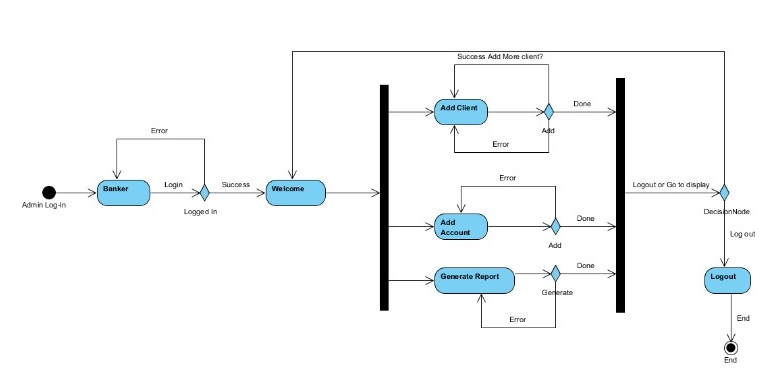 Success Add More client?
Add Client
Done
Add
Error
Error
Banker
Login
Success
Welcome
Admin Log-In
Logged In
Error
Add
Account
Done
Add
Logout or Go to display
DecisionNode
Log out
Generate Report
Done
Generate
Error
Logout
End
End